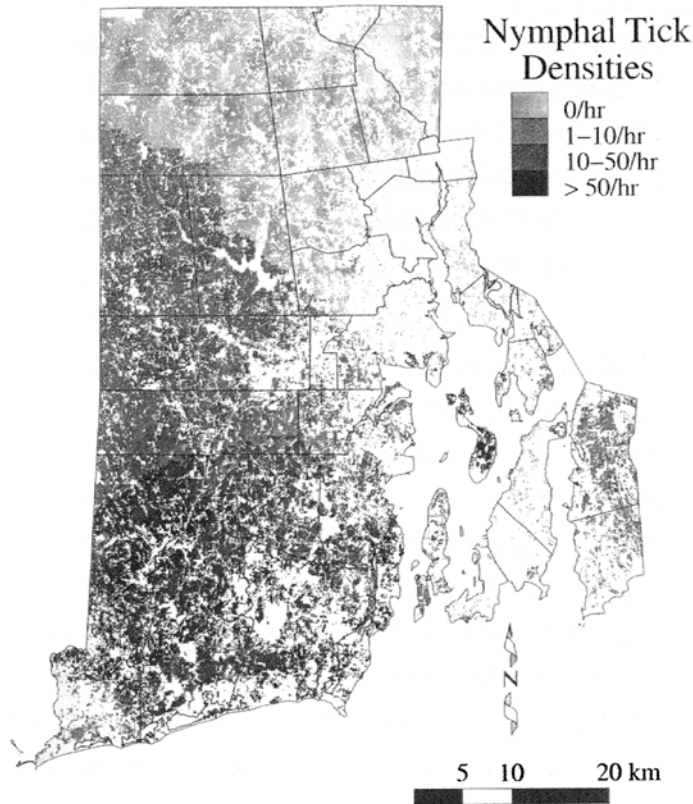 Nymphal Tick
Densities
0/hr
1–10/hr
10–50/hr
> 50/hr
N
5 10 20 km